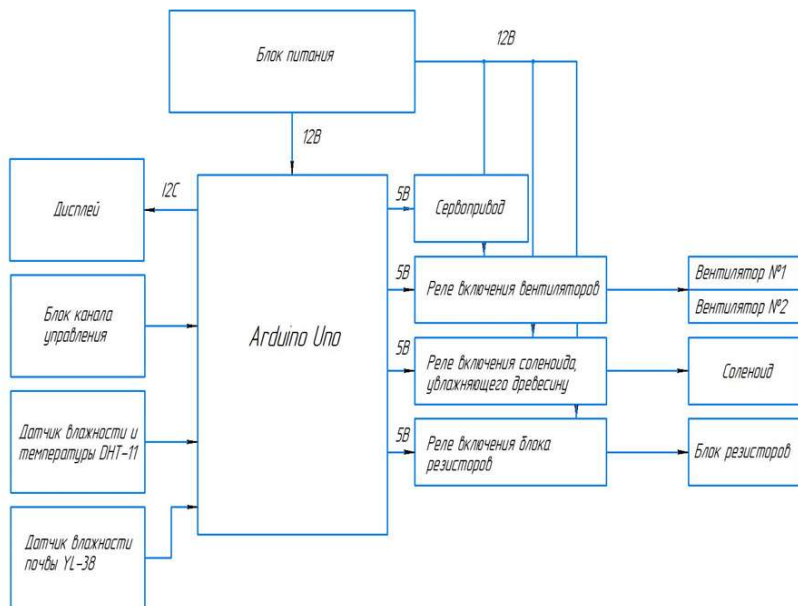 Блок питания
12В
12В
I2C
Дисплей
Блок канала
управления
Датчик влажности и
температуры DHT-11
Датчик влажности
почвы YL-38
Arduino Uno
5В
Сервопривод
5В
Реле включения вентиляторов
5В
Реле включения соленоида,
увлажняющего древесину
5В
Реле включения блока
резисторов
Вентилятор №1
Вентилятор №2
Соленоид
Блок резисторов